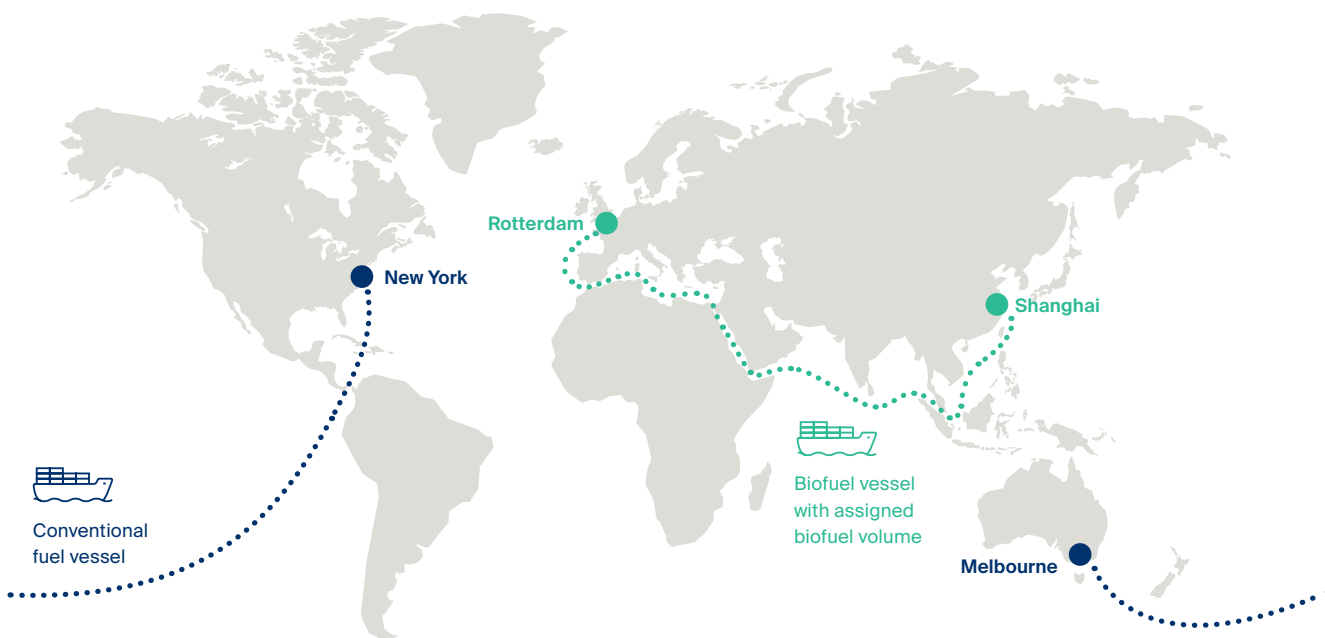 Rotterdam
New York
Shanghai
Conventional
fuel vessel
Biofuel vessel
with assigned
biofuel volume
Melbourne